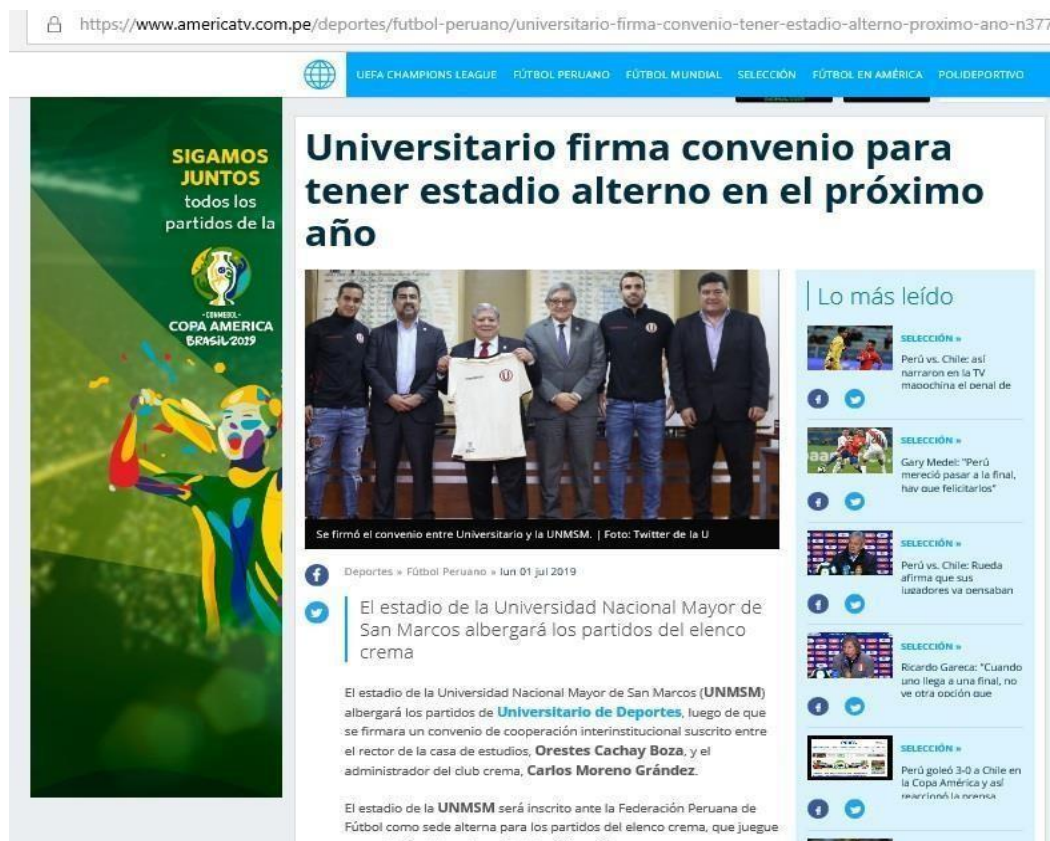 https://www.americatv.com.pe/deportes/futbol-peruano/universitario-firma-convenio-tener-estadio-alterno-proximo-ano-n377
UEFA CHAMPIONS LEAGUE FÚTBOL PERUANO FÚTBOL MUNDIAL SELECCIÓN FÚTBOL EN AMÉRICA POLIDEPORTIVO
SIGAMOS
JUNTOS
todos los
partidos de la
CONMEBOL
COPA AMERICA
BRASIL 2019
Universitario firma convenio para
tener estadio alterno en el próximo
año
Se firmó el convenio entre Universitario y la UNMSM. | Foto: Twitter de la U
Deportes » Fútbol Peruano » lun 01 jul 2019
El estadio de la Universidad Nacional Mayor de
San Marcos albergará los partidos del elenco
crema
El estadio de la Universidad Nacional Mayor de San Marcos (UNMSM)
albergará los partidos de Universitario de Deportes, luego de que
se firmara un convenio de cooperación interinstitucional suscrito entre
el rector de la casa de estudios, Orestes Cachay Boza, y el
administrador del club crema, Carlos Moreno Grández.
El estadio de la UNMSM será inscrito ante la Federación Peruana de
Fútbol como sede alterna para los partidos del elenco crema, que juegue
Lo más leído
SELECCIÓN »
Perú vs. Chile: así
narraron en la TV
mapochina el penal de
SELECCIÓN »
Gary Medel: "Perú
mereció pasar a la final,
hay que felicitarlos"
SELECCIÓN »
Perú vs. Chile: Rueda
afirma que sus
jugadores ya pensaban
SELECCIÓN »
Ricardo Gareca: "Cuando
uno llega a una final, no
ve otra opción que
SELECCIÓN »
Perú goleó 3-0 a Chile en
la Copa América y así
reaccionó la prensa